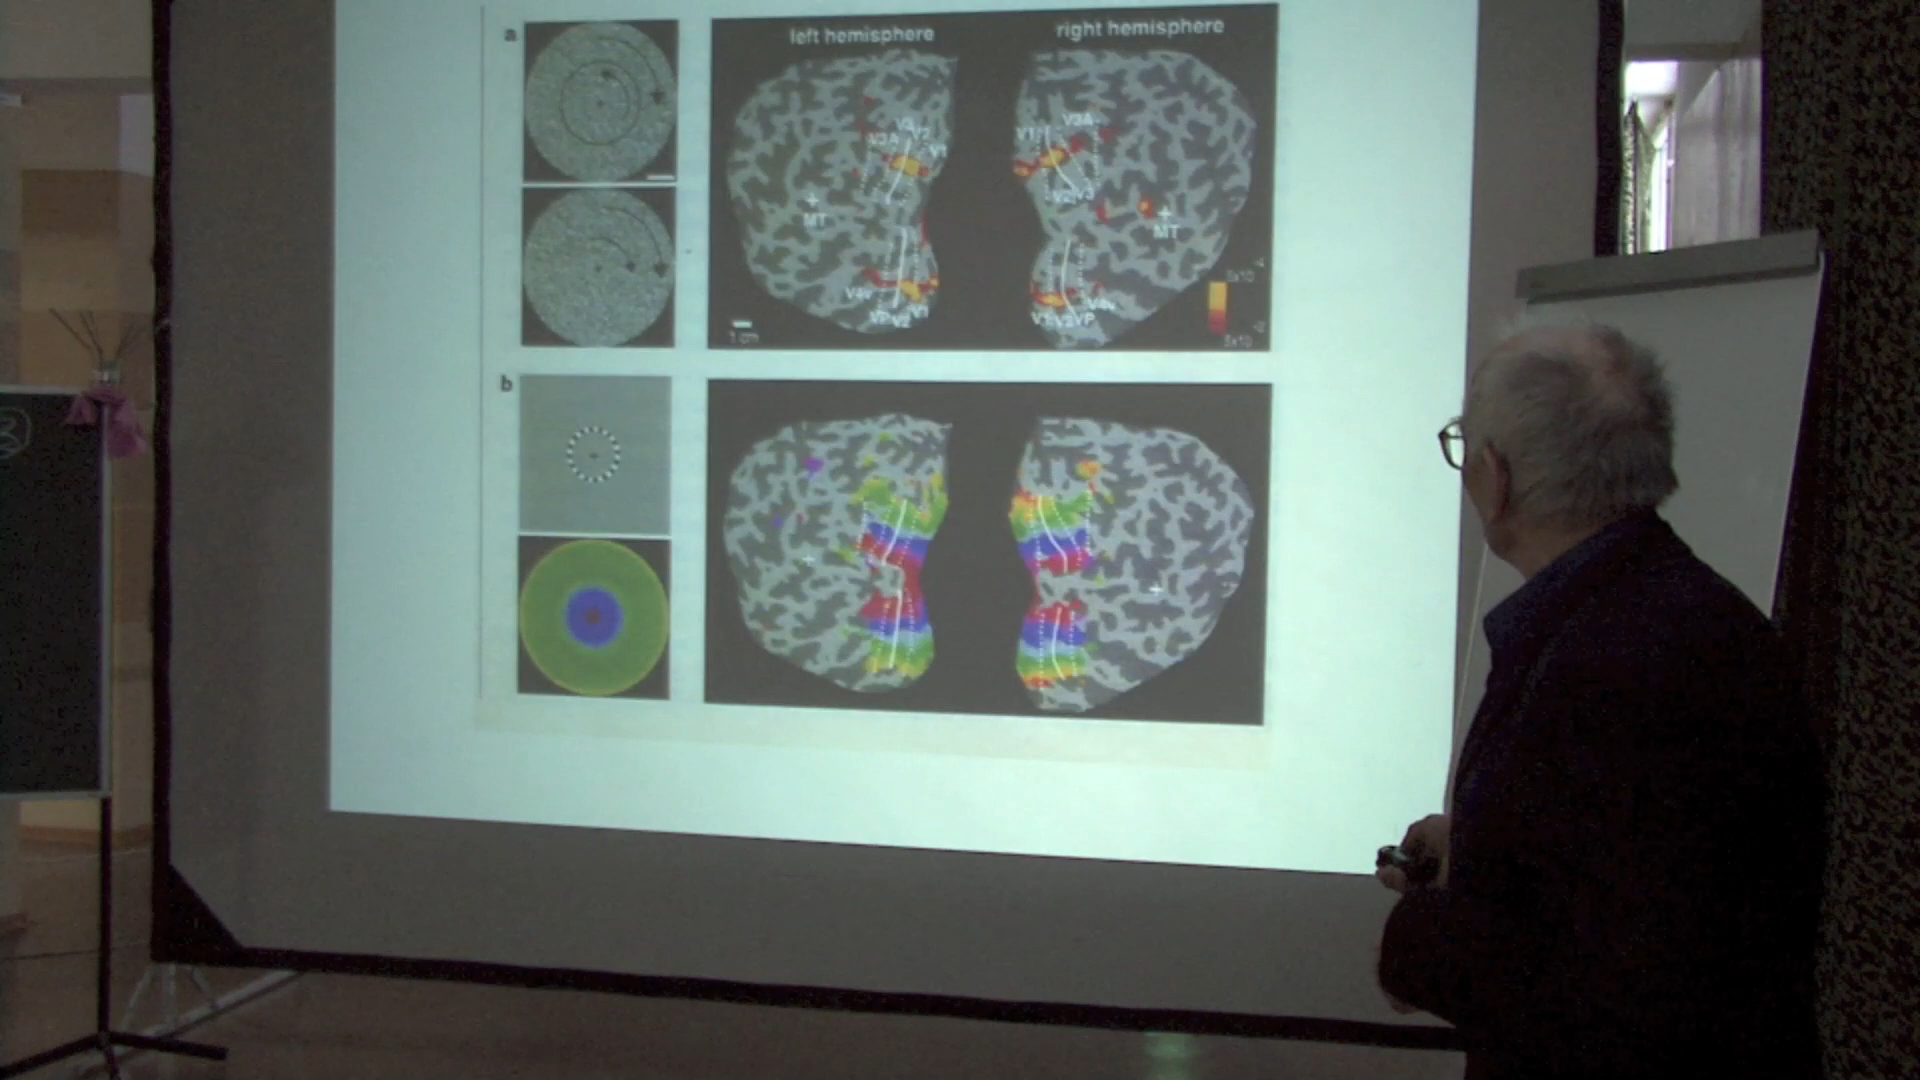 a
left hemisphere
right hemisphere
V3
V3A
V2
V1
V1
V3A
V2
V3
MT
MT
V4v
VP
V2
V1
V1
V2
VP
V4v
1 cm
b